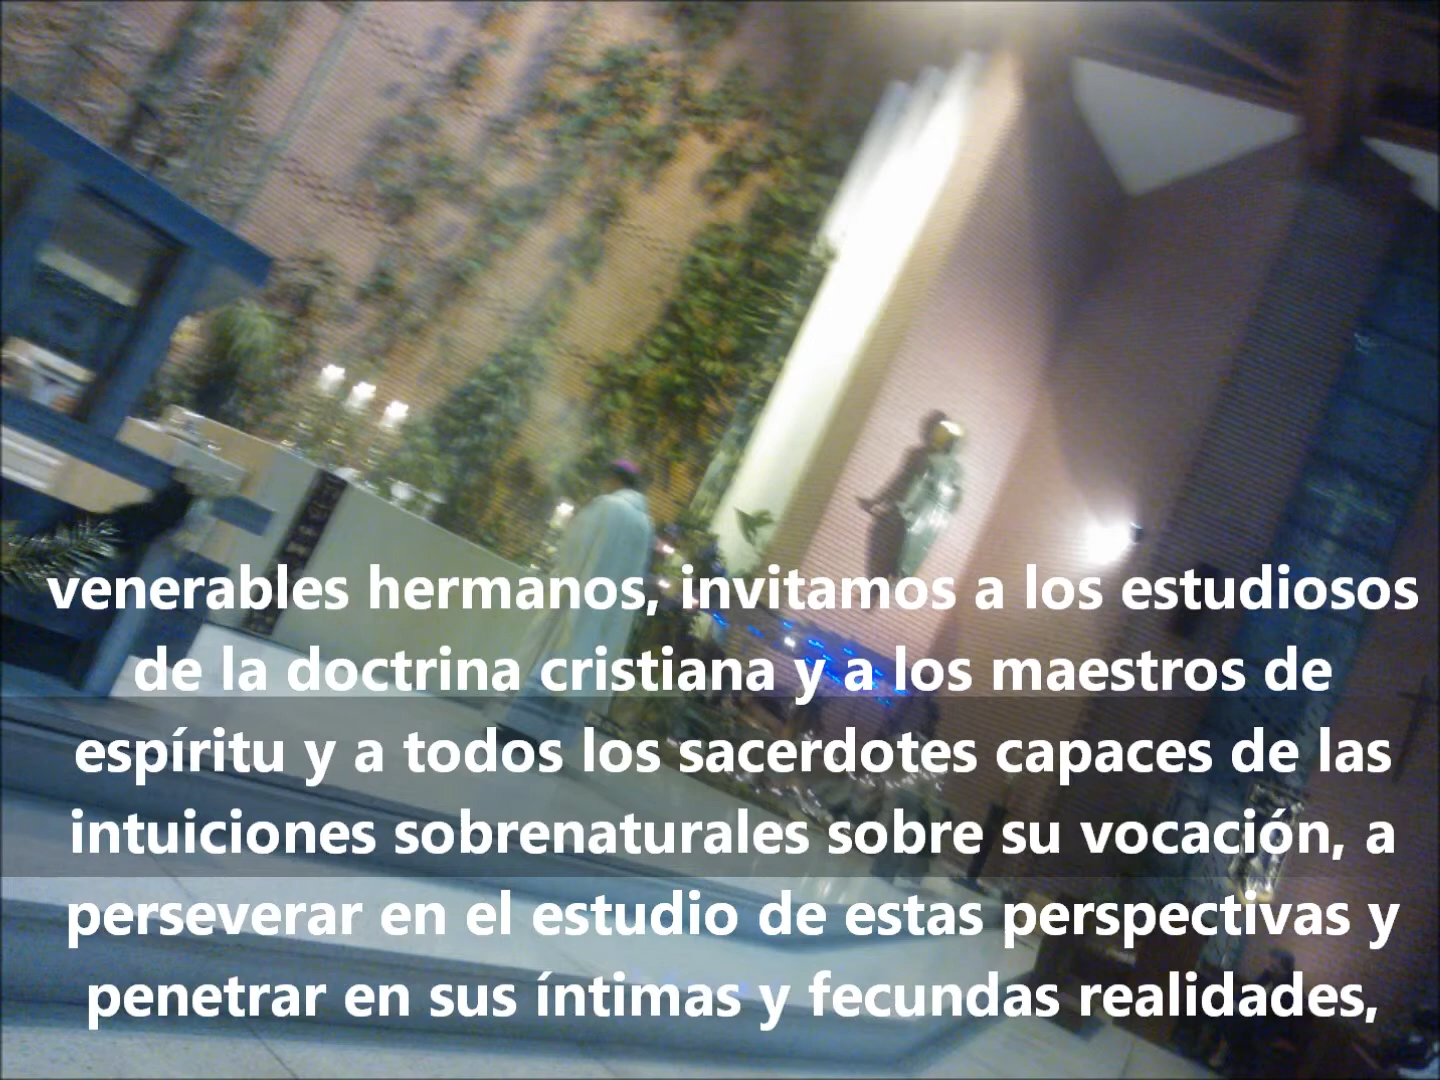 venerables hermanos, invitamos a los estudiosos
de la doctrina cristiana y a los maestros de
espíritu y a todos los sacerdotes capaces de las
intuiciones sobrenaturales sobre su vocación, a
perseverar en el estudio de estas perspectivas y
penetrar en sus íntimas y fecundas realidades,